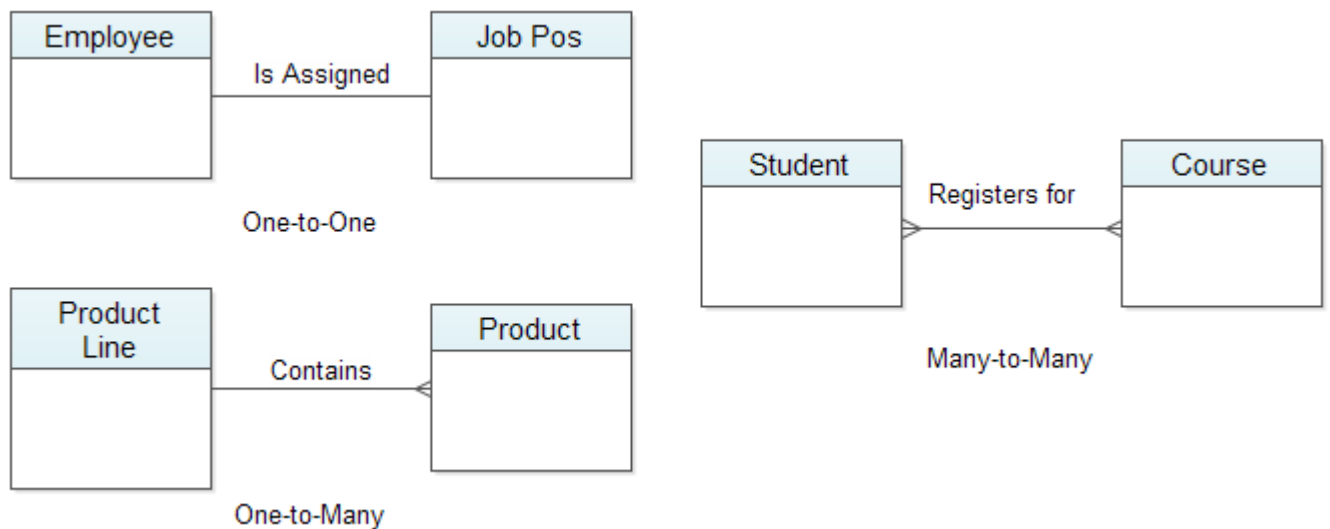 Employee
Is Assigned
Job Pos
One-to-One
Product
Line
Contains
Product
One-to-Many
Student
Registers for
Course
Many-to-Many